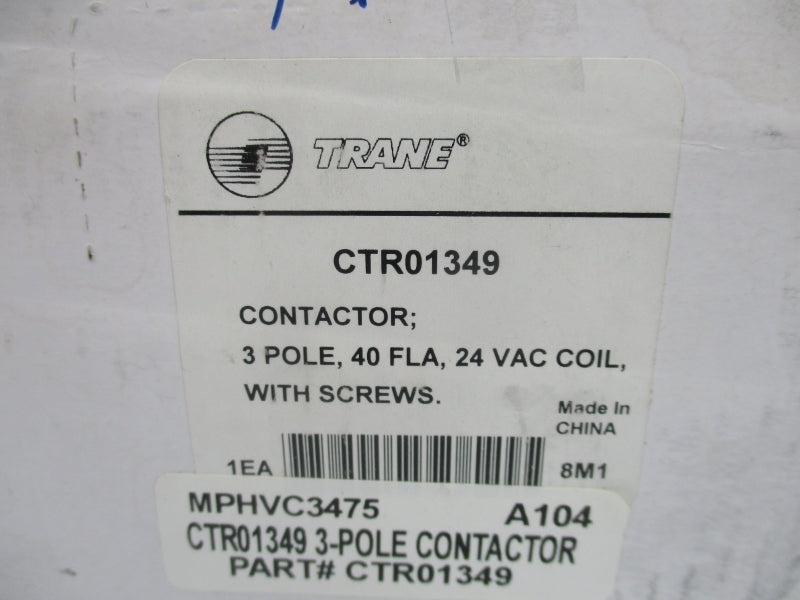 TRANE®
CTR01349
CONTACTOR;
3 POLE, 40 FLA, 24 VAC COIL,
WITH SCREWS.
Made In
CHINA
1EA 8M1
MPHVC3475 A104
CTR01349 3-POLE CONTACTOR
PART# CTR01349